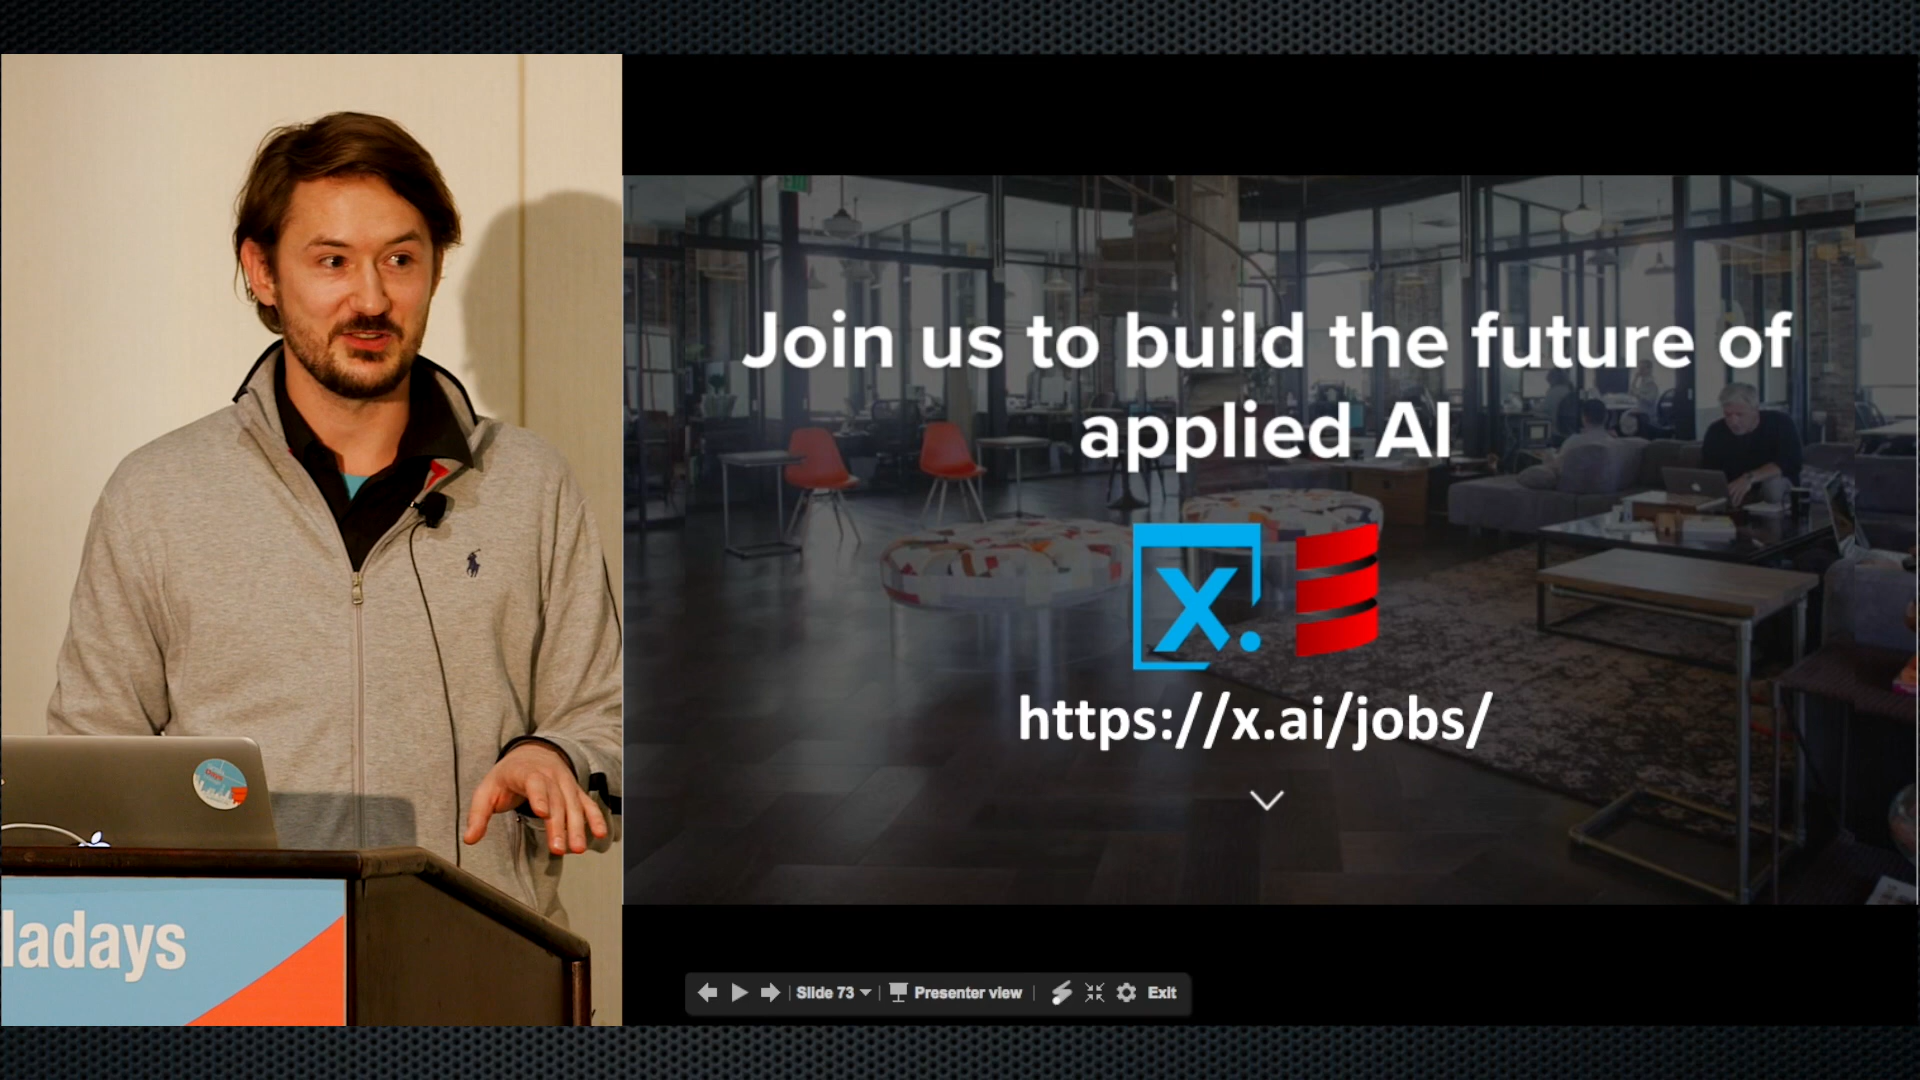 Join us to build the future of
applied AI
x.
https://x.ai/jobs/
ladays
Slide 73
Presenter view
Exit